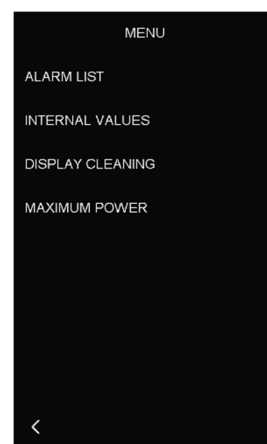 MENU
ALARM LIST
INTERNAL VALUES
DISPLAY CLEANING
MAXIMUM POWER